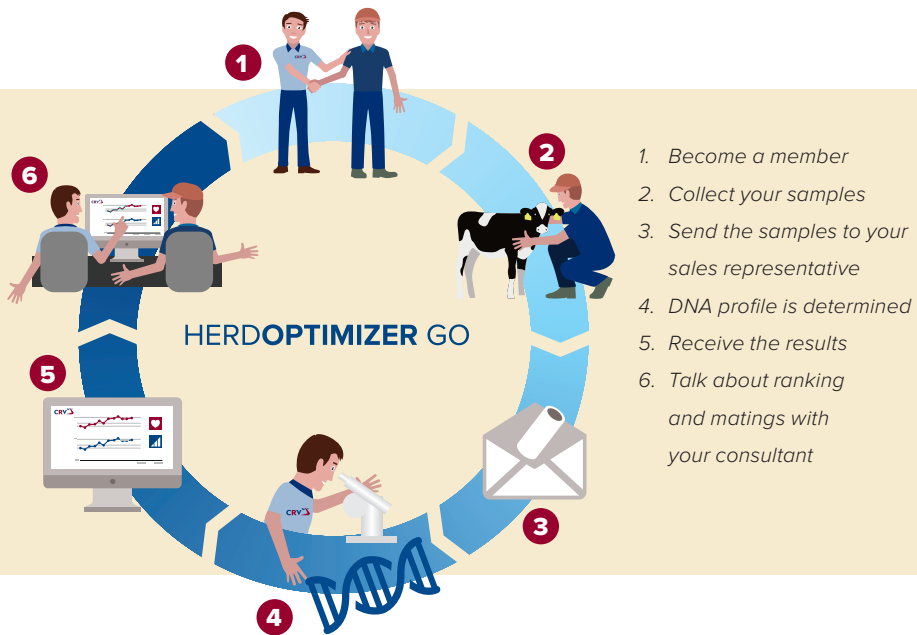 1
2
3
4
5
6
CRV
CRV
CRV
CRV
HERDOPTIMIZER GO
1. Become a member
2. Collect your samples
3. Send the samples to your
sales representative
4. DNA profile is determined
5. Receive the results
6. Talk about ranking
and matings with
your consultant